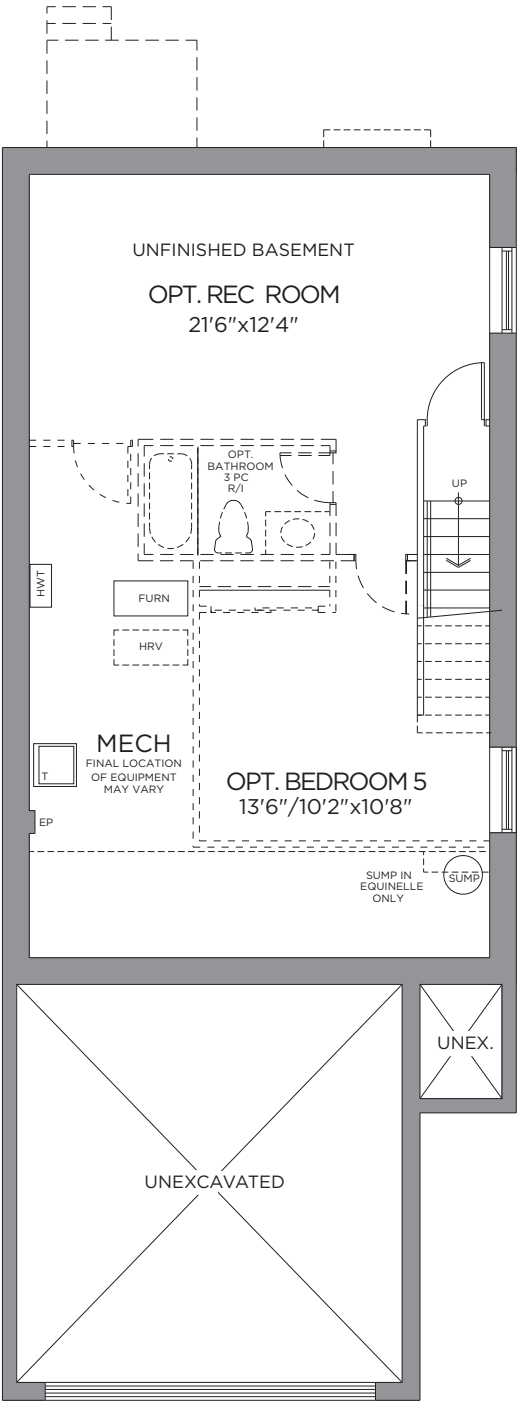 UNFINISHED BASEMENT
OPT. REC ROOM
21'6"x12'4"
OPT.
BATHROOM
3 PC
R/I
UP
HWT
FURN
HRV
MECH
FINAL LOCATION
OF EQUIPMENT
MAY VARY
T
OPT. BEDROOM 5
13'6"/10'2"x10'8"
EP
SUMP IN
EQUINELLE
ONLY
SUMP
UNEX.
UNEXCAVATED